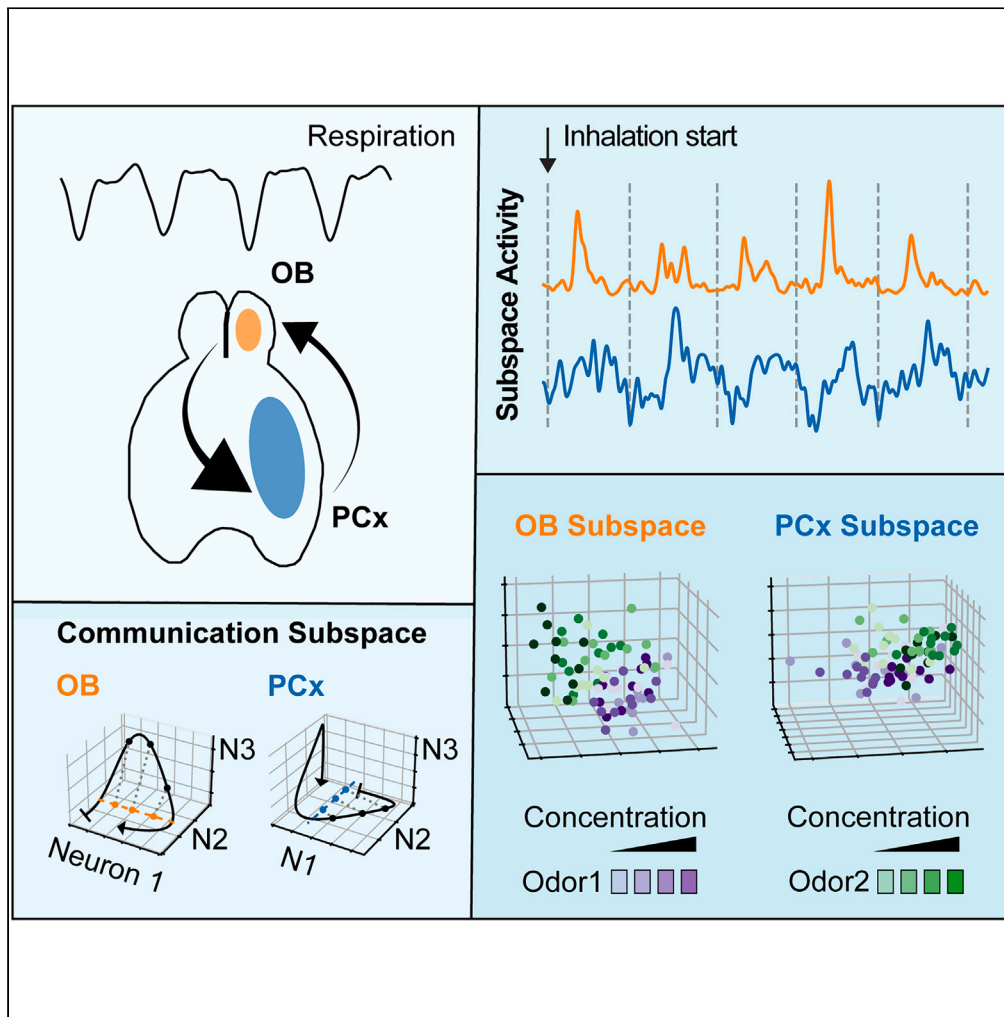 Respiration
OB
PCx
Inhalation start
Subspace Activity
Communication Subspace
OB
PCx
N3
N2
Neuron 1
N3
N2
N1
OB Subspace
PCx Subspace
Concentration
Odor1
Concentration
Odor2